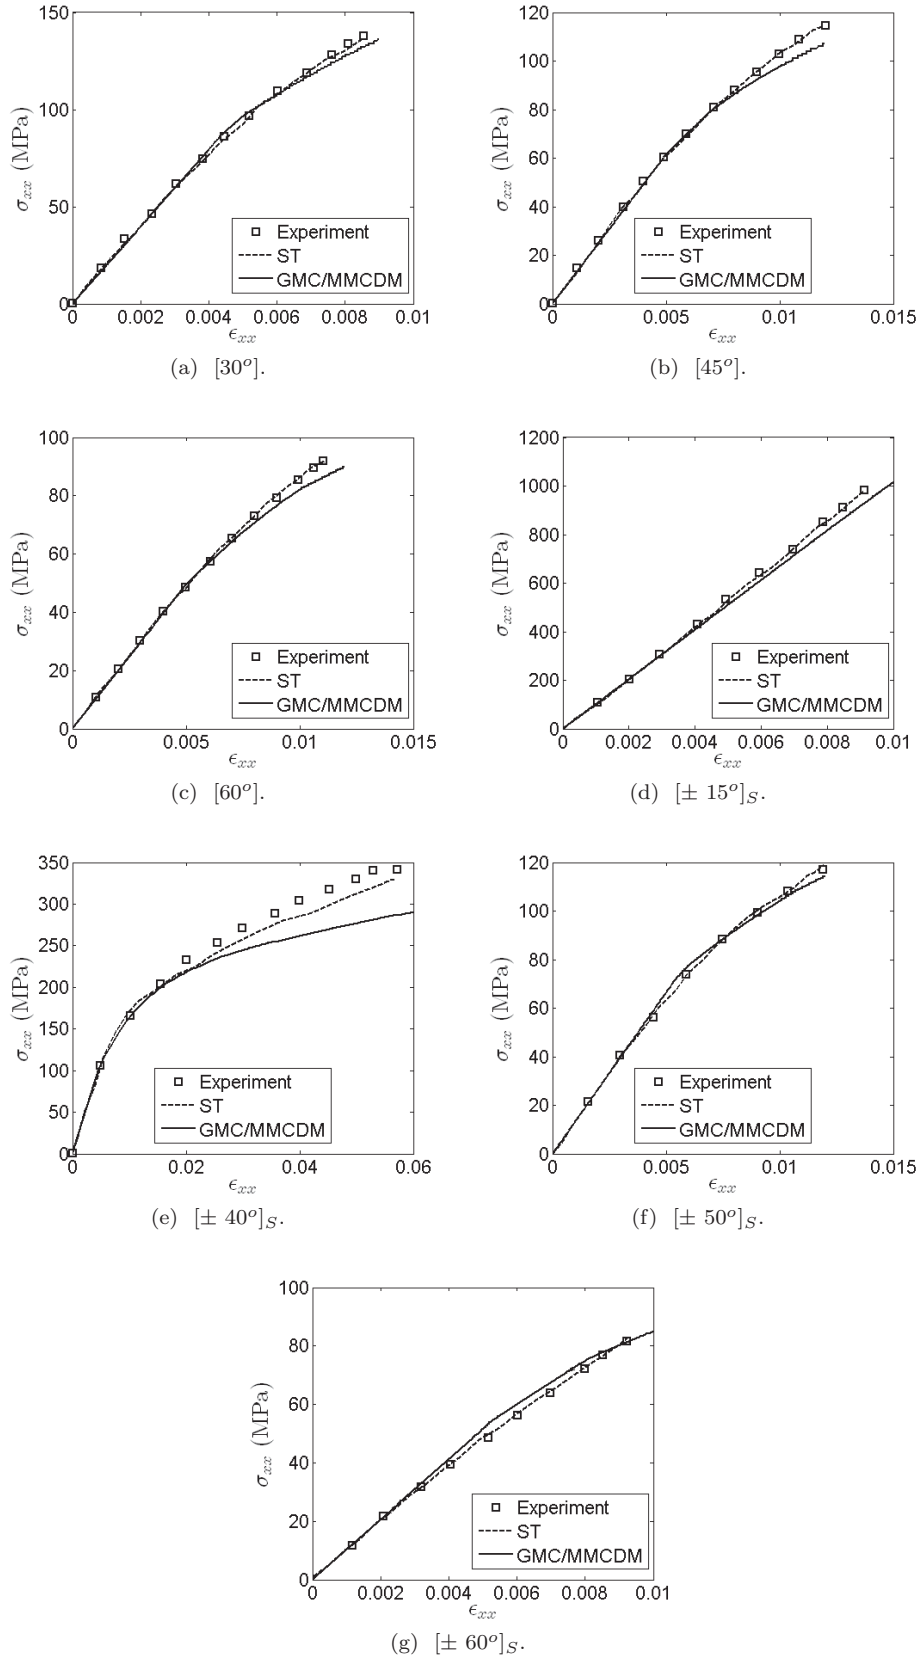 150
100
50
0
σxx (MPa)
Experiment
ST
GMC/MMCDM
0 0.002 0.004 0.006 0.008 0.01
ϵxx
(a) [30o].
120
100
80
60
40
20
0
σxx (MPa)
Experiment
ST
GMC/MMCDM
0 0.005 0.01 0.015
ϵxx
(b) [45o].
100
80
60
40
20
0
σxx (MPa)
Experiment
ST
GMC/MMCDM
0 0.005 0.01 0.015
ϵxx
(c) [60o].
1200
1000
800
600
400
200
0
σxx (MPa)
Experiment
ST
GMC/MMCDM
0 0.002 0.004 0.006 0.008 0.01
ϵxx
(d) [± 15o]S.
350
300
250
200
150
100
50
0
σxx (MPa)
Experiment
ST
GMC/MMCDM
0 0.02 0.04 0.06
ϵxx
(e) [± 40o]S.
120
100
80
60
40
20
0
σxx (MPa)
Experiment
ST
GMC/MMCDM
0 0.005 0.01 0.015
ϵxx
(f) [± 50o]S.
100
80
60
40
20
0
σxx (MPa)
Experiment
ST
GMC/MMCDM
0 0.002 0.004 0.006 0.008 0.01
ϵxx
(g) [± 60o]S.